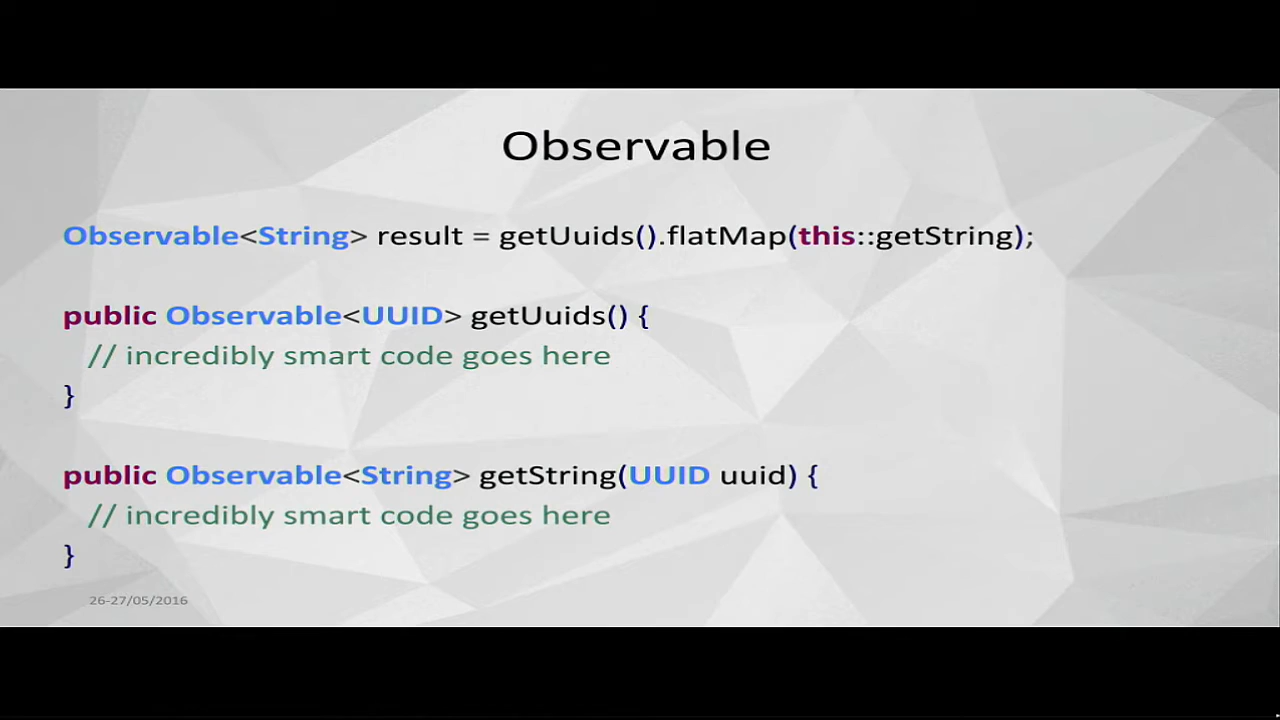 Observable
Observable<String> result = getUuids().flatMap(this::getString);
public Observable<UUID> getUuids() {
// incredibly smart code goes here
}
public Observable<String> getString(UUID uuid) {
// incredibly smart code goes here
}
26-27/05/2016